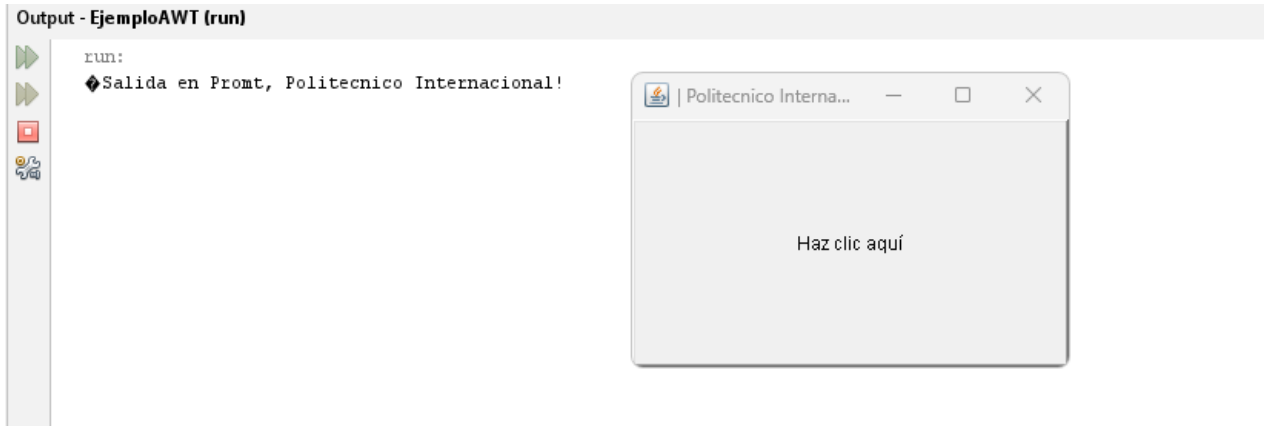 Output - EjemploAWT (run)
run:
�Salida en Promt, Politecnico Internacional!
| Politecnico Interna...
Haz clic aquí